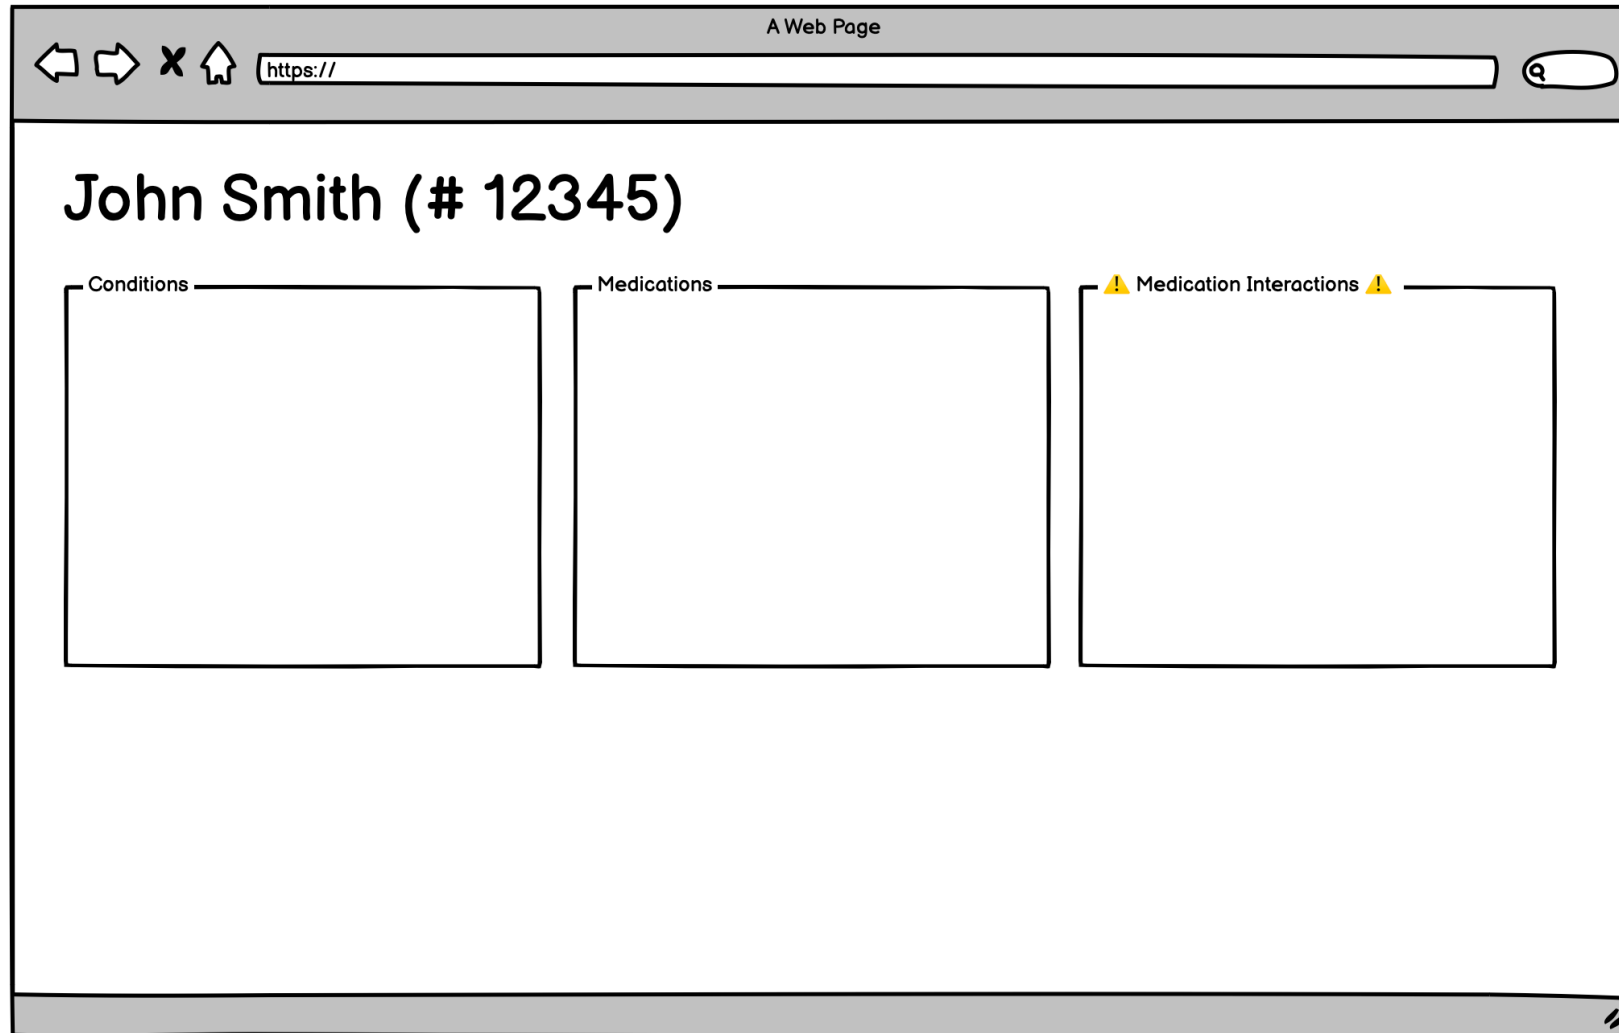 A Web Page
https://
John Smith (# 12345)
Conditions
Medications
⚠️ Medication Interactions ⚠️